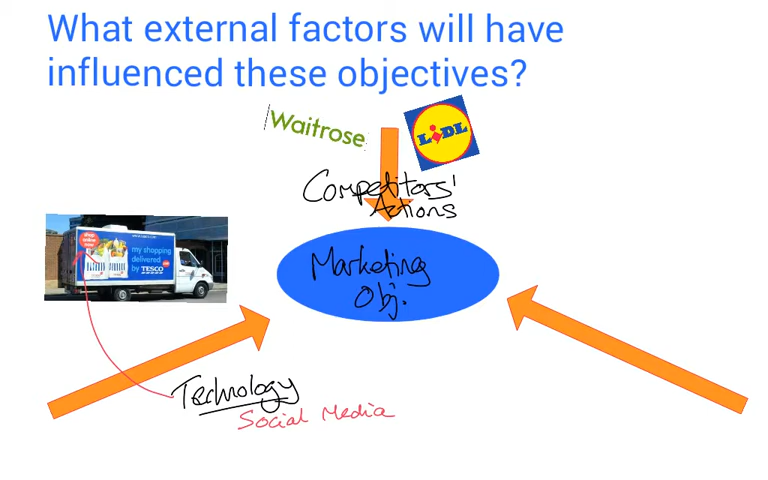 What external factors will have
influenced these objectives?
Waitrose
LIDL
Competitors'
Actions
shop
online
now
my shopping
delivered
by TESCO
Marketing
Obj.
Technology
Social Media